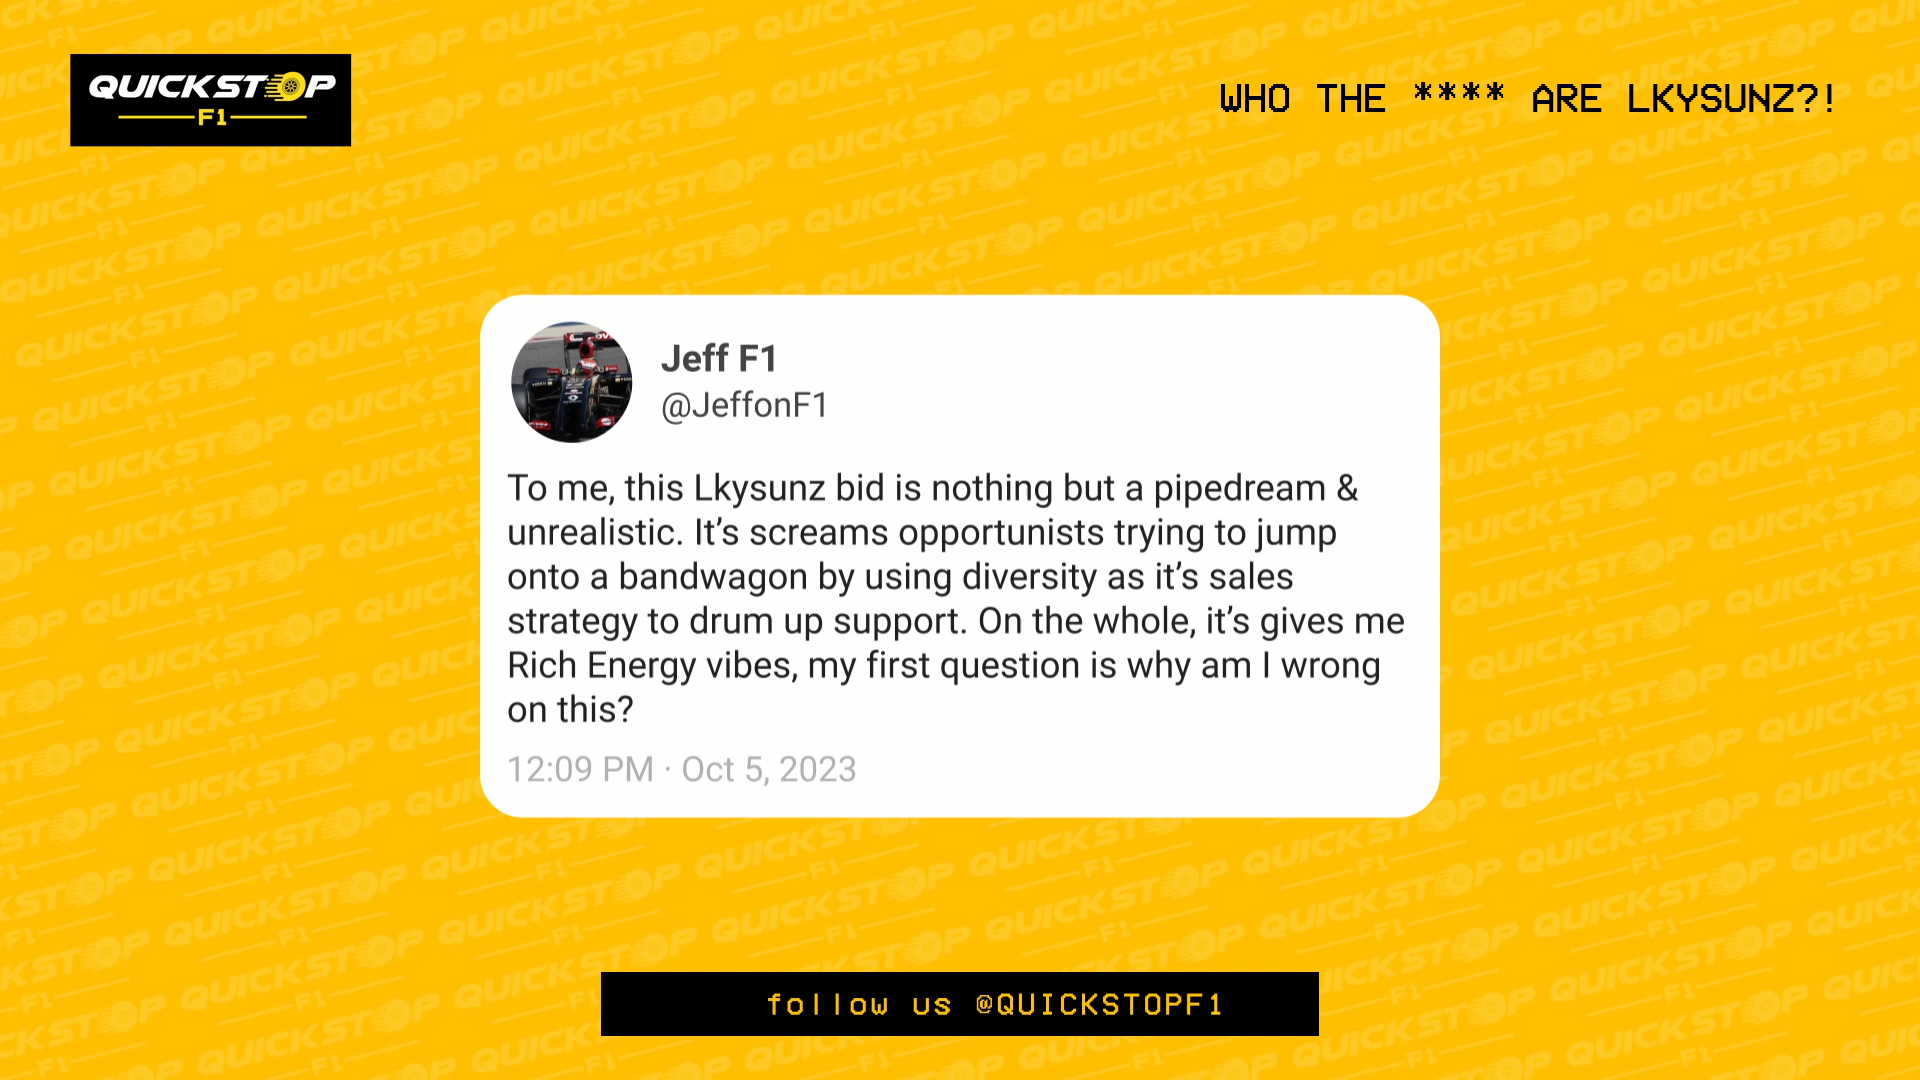 QUICKSTOP
F1
WHO THE **** ARE LKYSUNZ?!
Jeff F1
@JeffonF1
To me, this Lkysunz bid is nothing but a pipedream &
unrealistic. It’s screams opportunists trying to jump
onto a bandwagon by using diversity as it’s sales
strategy to drum up support. On the whole, it’s gives me
Rich Energy vibes, my first question is why am I wrong
on this?
12:09 PM · Oct 5, 2023
follow us @QUICKSTOPF1